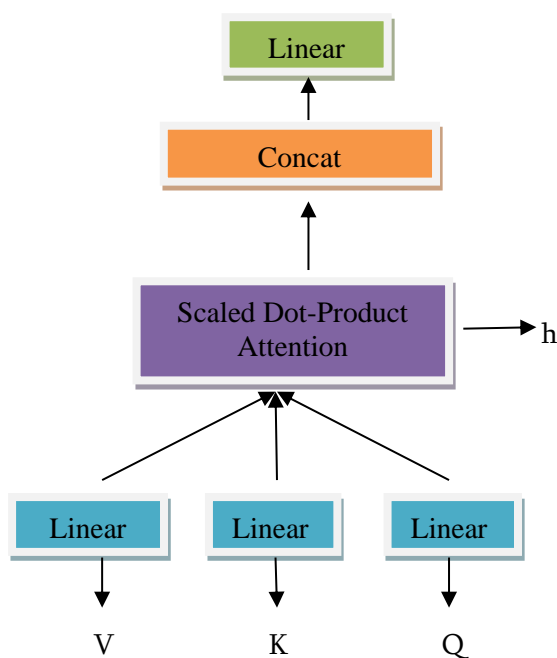 Linear
Concat
Scaled Dot-Product
Attention
h
Linear
Linear
Linear
V
K
Q